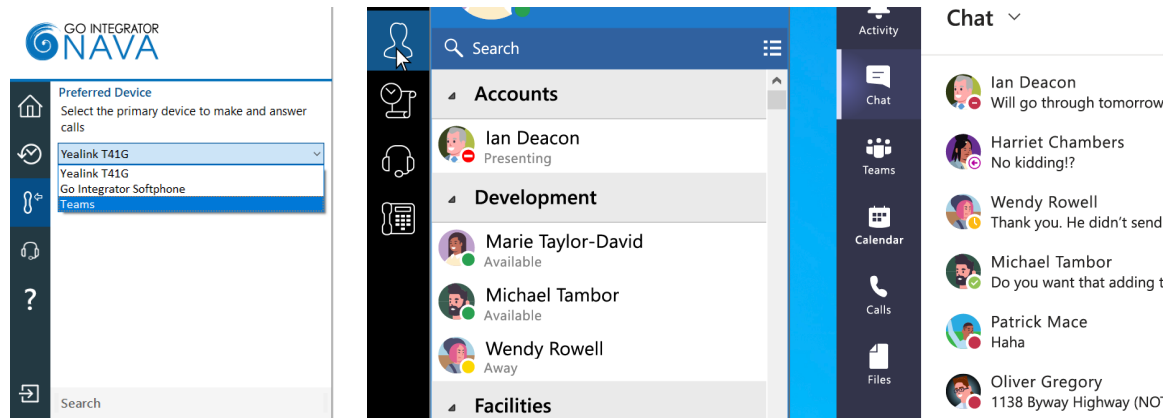 GO INTEGRATOR
NAVA
Preferred Device
Select the primary device to make and answer
calls
Yealink T41G
Yealink T41G
Go Integrator Softphone
Teams
?
Search
Search
Accounts
Ian Deacon
Presenting
Development
Marie Taylor-David
Available
Michael Tambor
Available
Wendy Rowell
Away
Facilities
Activity
Chat
Teams
Calendar
Calls
Files
Chat
Ian Deacon
Will go through tomorrow
Harriet Chambers
No kidding!?
Wendy Rowell
Thank you. He didn't send
Michael Tambor
Do you want that adding t
Patrick Mace
Haha
Oliver Gregory
1138 Byway Highway (NOT